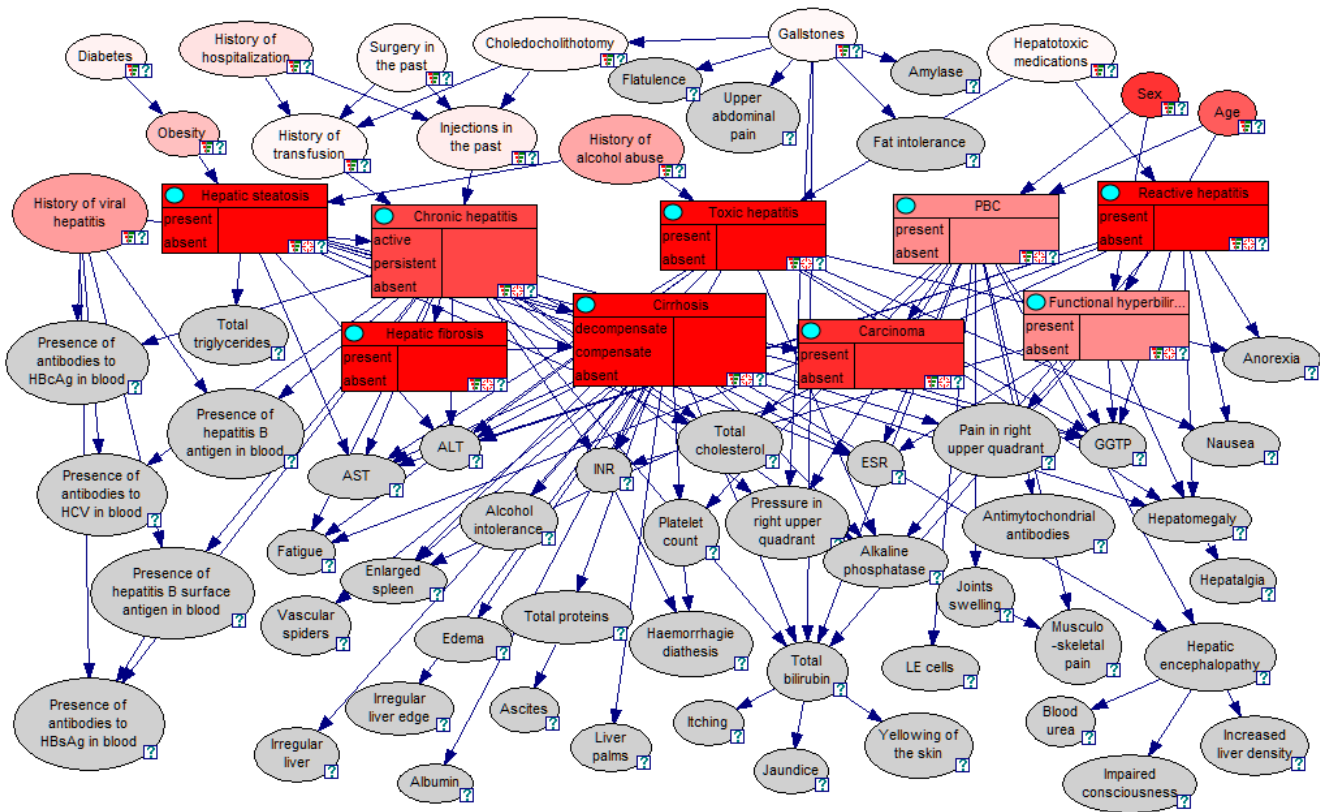 Diabetes
History of
hospitalization
Surgery in
the past
Choledocholithotomy
Gallstones
Hepatotoxic
medications
Flatulence
Amylase
Upper
abdominal
pain
Sex
Age
Obesity
History of
transfusion
Injections in
the past
History of
alcohol abuse
Fat intolerance
History of viral
hepatitis
Hepatic steatosis
present
absent
Chronic hepatitis
active
persistent
absent
Toxic hepatitis
present
absent
PBC
present
absent
Reactive hepatitis
present
absent
Cirrhosis
decompensate
compensate
absent
Functional hyperbilir...
present
absent
Hepatic fibrosis
present
absent
Carcinoma
present
absent
Total
triglycerides
Presence of
antibodies to
HBcAg in blood
Anorexia
Presence of
hepatitis B
antigen in blood
ALT
AST
INR
Total
cholesterol
ESR
Pain in right
upper quadrant
GGTP
Nausea
Presence of
antibodies to
HCV in blood
Alcohol
intolerance
Platelet
count
Pressure in
right upper
quadrant
Antimytochondrial
antibodies
Hepatomegaly
Fatigue
Enlarged
spleen
Alkaline
phosphatase
Joints
swelling
Hepatalgia
Presence of
hepatitis B surface
antigen in blood
Vascular
spiders
Edema
Total proteins
Haemorrhagie
diathesis
Total
bilirubin
LE cells
Musculo
-skeletal
pain
Hepatic
encephalopathy
Presence of
antibodies to
HBsAg in blood
Irregular
liver edge
Ascites
Itching
Yellowing of
the skin
Blood
urea
Increased
liver density
Irregular
liver
Albumin
Liver
palms
Jaundice
Impaired
consciousness